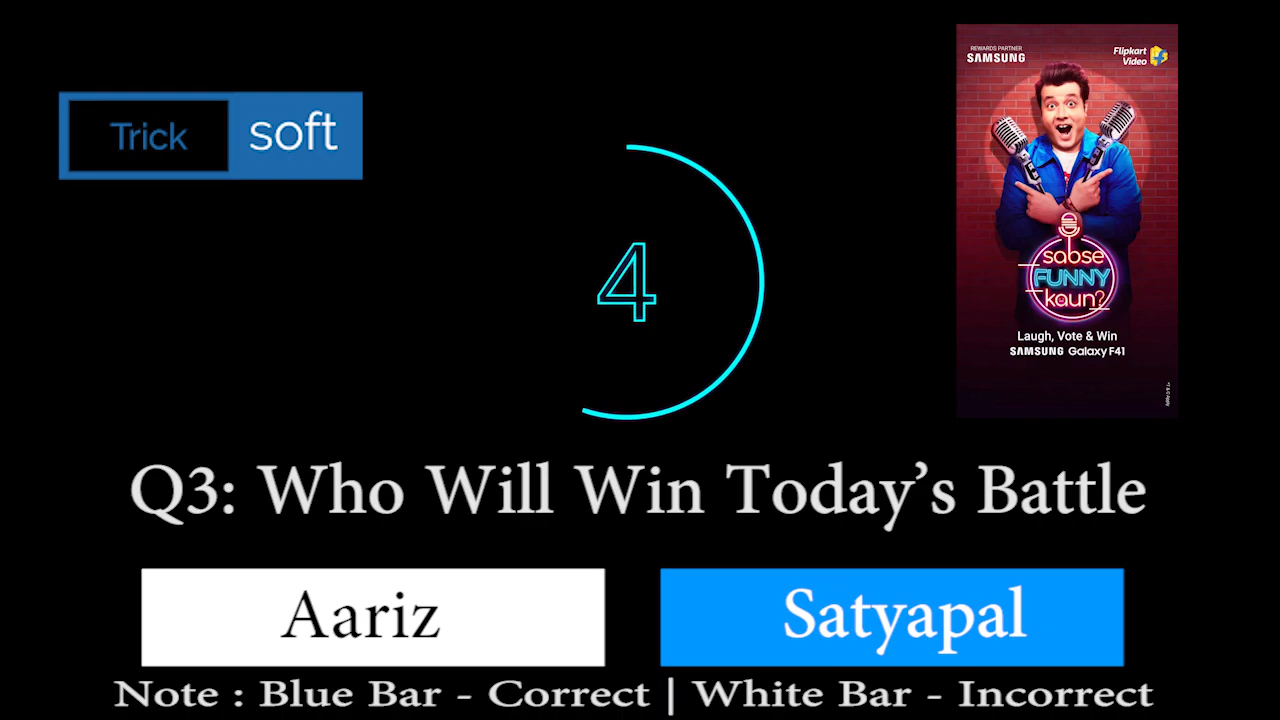 REWARDS PARTNER
SAMSUNG
Flipkart
Video
Trick soft
4
sabse
FUNNY
kaun?
Laugh, Vote & Win
SAMSUNG Galaxy F41
Q3: Who Will Win Today’s Battle
Aariz
Satyapal
Note : Blue Bar - Correct | White Bar - Incorrect